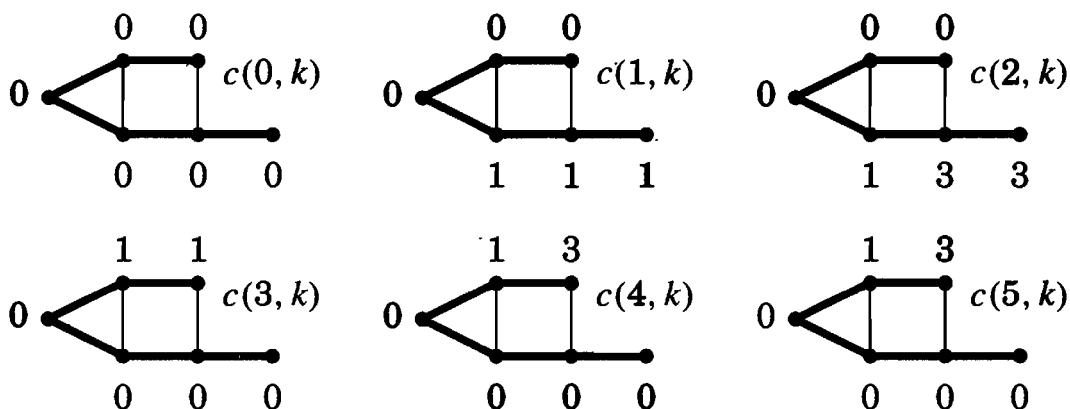 0 0 0 0 0 0
0 c(0, k) 0 c(1, k) 0 c(2, k)
0 0 0 1 1 1 1 3 3
1 1 1 3 1 3
0 c(3, k) 0 c(4, k) 0 c(5, k)
0 0 0 0 0 0 0 0 0